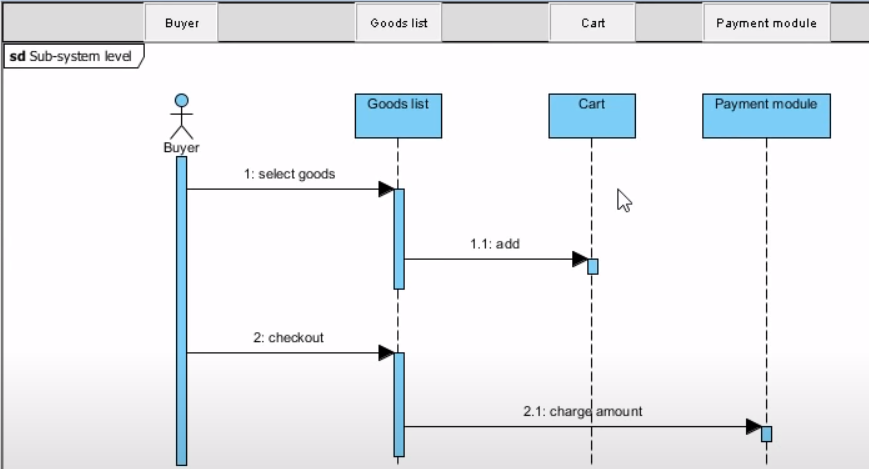 Buyer
Goods list
Cart
Payment module
sd Sub-system level
Goods list
Cart
Payment module
Buyer
1: select goods
1.1: add
2: checkout
2.1: charge amount